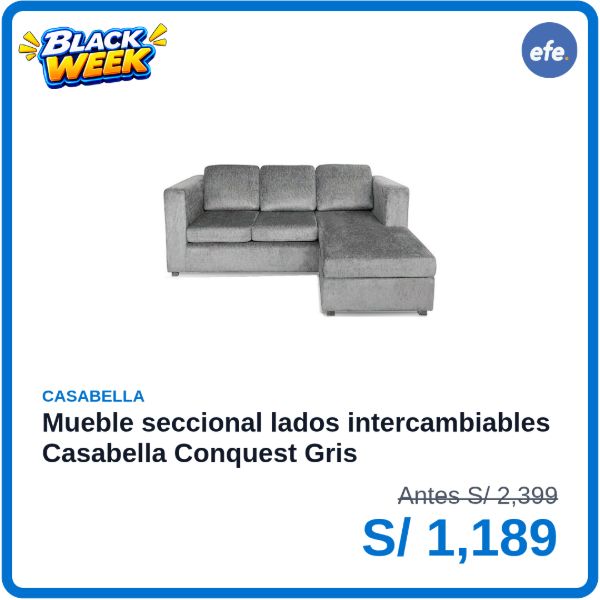 BLACK
WEEK
efe.
CASABELLA
Mueble seccional lados intercambiables
Casabella Conquest Gris
Antes S/ 2,399
S/ 1,189